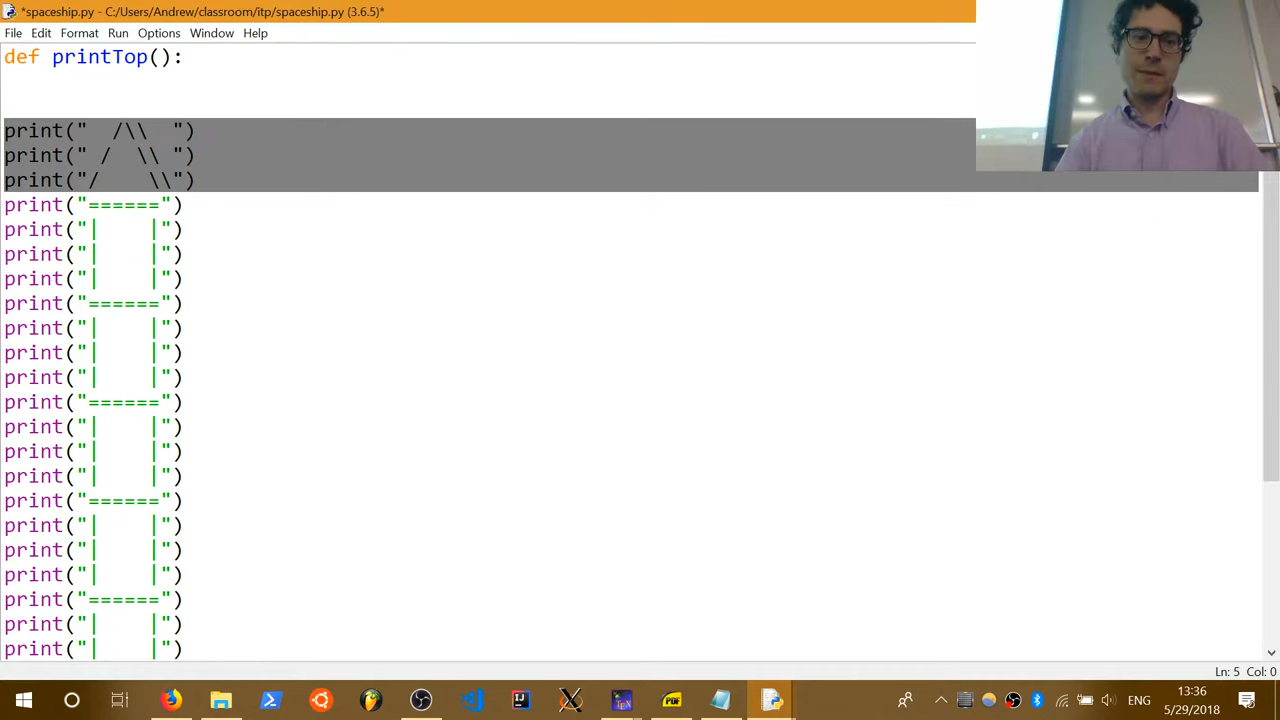 *spaceship.py - C:/Users/Andrew/classroom/itp/spaceship.py (3.6.5)*
File Edit Format Run Options Window Help
def printTop():
print("  /\\  ")
print(" /  \\ ")
print("/    \\")
print("======")
print("|    |")
print("|    |")
print("|    |")
print("======")
print("|    |")
print("|    |")
print("|    |")
print("======")
print("|    |")
print("|    |")
print("|    |")
print("======")
print("|    |")
print("|    |")
print("|    |")
print("======")
print("|    |")
print("|    |")
Ln: 5 Col: 0
ENG
13:36
5/29/2018